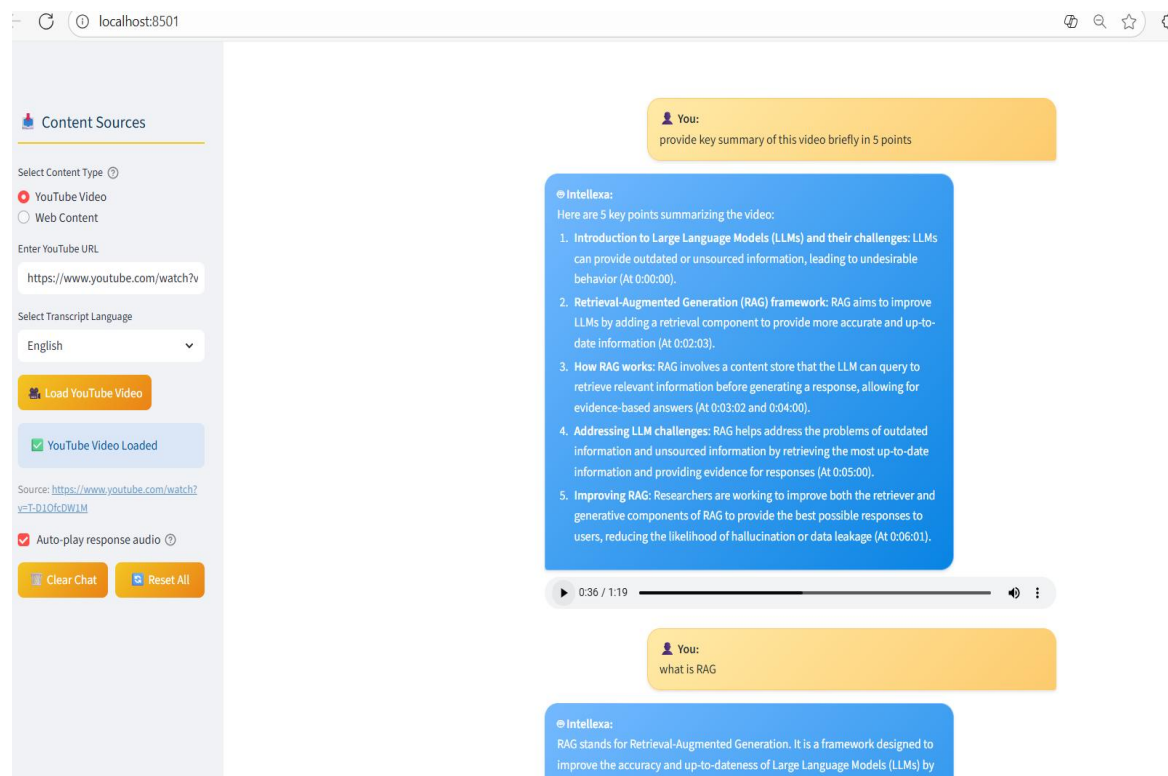 localhost:8501
Content Sources
Select Content Type
YouTube Video
Web Content
Enter YouTube URL
https://www.youtube.com/watch?v
Select Transcript Language
English
Load YouTube Video
YouTube Video Loaded
Source: https://www.youtube.com/watch?
v=T-D1OfcDW1M
Auto-play response audio
Clear Chat
Reset All
You:
provide key summary of this video briefly in 5 points
Intellexa:
Here are 5 key points summarizing the video:
1. Introduction to Large Language Models (LLMs) and their challenges: LLMs
can provide outdated or unsourced information, leading to undesirable
behavior (At 0:00:00).
2. Retrieval-Augmented Generation (RAG) framework: RAG aims to improve
LLMs by adding a retrieval component to provide more accurate and up-to-
date information (At 0:02:03).
3. How RAG works: RAG involves a content store that the LLM can query to
retrieve relevant information before generating a response, allowing for
evidence-based answers (At 0:03:02 and 0:04:00).
4. Addressing LLM challenges: RAG helps address the problems of outdated
information and unsourced information by retrieving the most up-to-date
information and providing evidence for responses (At 0:05:00).
5. Improving RAG: Researchers are working to improve both the retriever and
generative components of RAG to provide the best possible responses to
users, reducing the likelihood of hallucination or data leakage (At 0:06:01).
0:36 / 1:19
You:
what is RAG
Intellexa:
RAG stands for Retrieval-Augmented Generation. It is a framework designed to
improve the accuracy and up-to-dateness of Large Language Models (LLMs) by